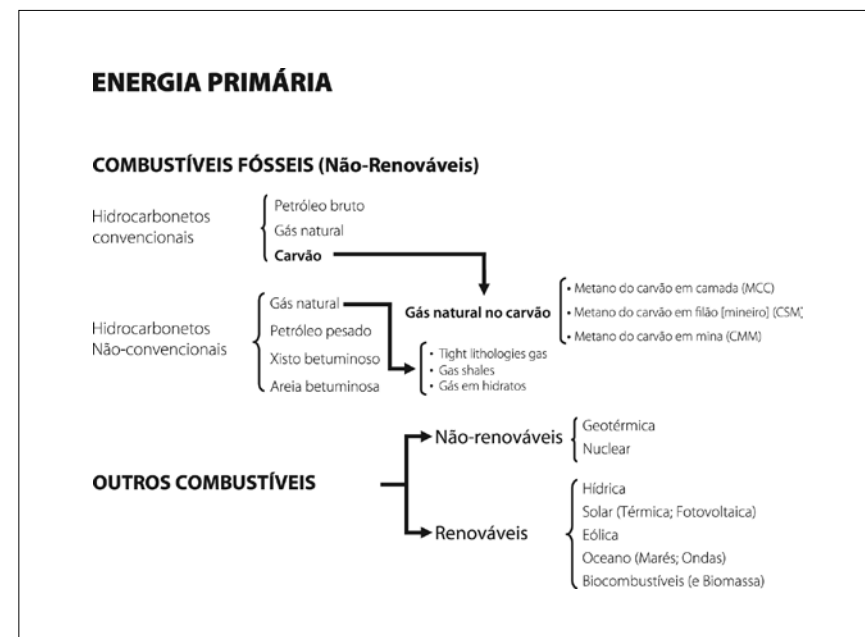 ENERGIA PRIMÁRIA
COMBUSTÍVEIS FÓSSEIS (Não-Renováveis)
Hidrocarbonetos
convencionais
Petróleo bruto
Gás natural
Carvão
Gás natural no carvão
• Metano do carvão em camada (MCC)
• Metano do carvão em filão [mineiro] (CSM)
• Metano do carvão em mina (CMM)
Hidrocarbonetos
Não-convencionais
Gás natural
Petróleo pesado
Xisto betuminoso
Areia betuminosa
• Tight lithologies gas
• Gas shales
• Gás em hidratos
OUTROS COMBUSTÍVEIS
Não-renováveis
Geotérmica
Nuclear
Renováveis
Hídrica
Solar (Térmica; Fotovoltaica)
Eólica
Oceano (Marés; Ondas)
Biocombustíveis (e Biomassa)